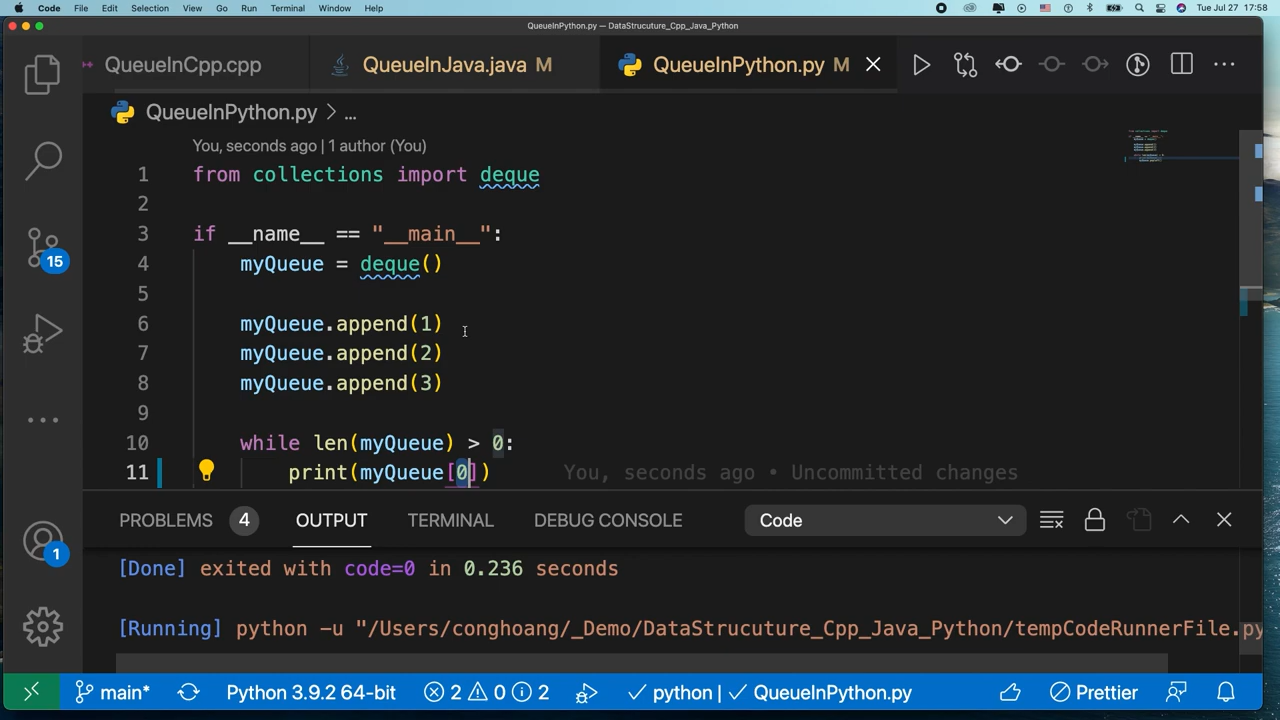 Code File Edit Selection View Go Run Terminal Window Help Tue Jul 27 17:58
QueueInPython.py — DataStrucuture_Cpp_Java_Python
QueueInCpp.cpp QueueInJava.java M QueueInPython.py M
QueueInPython.py > ...
You, seconds ago | 1 author (You)
1 from collections import deque
2
3 if __name__ == "__main__":
4 myQueue = deque()
5
6 myQueue.append(1)
7 myQueue.append(2)
8 myQueue.append(3)
9
10 while len(myQueue) > 0:
11 print(myQueue[0]) You, seconds ago • Uncommitted changes
15
1
PROBLEMS 4 OUTPUT TERMINAL DEBUG CONSOLE Code
[Done] exited with code=0 in 0.236 seconds
[Running] python -u "/Users/conghoang/_Demo/DataStrucuture_Cpp_Java_Python/tempCodeRunnerFile.py
main* Python 3.9.2 64-bit 2 0 2 python | QueueInPython.py Prettier